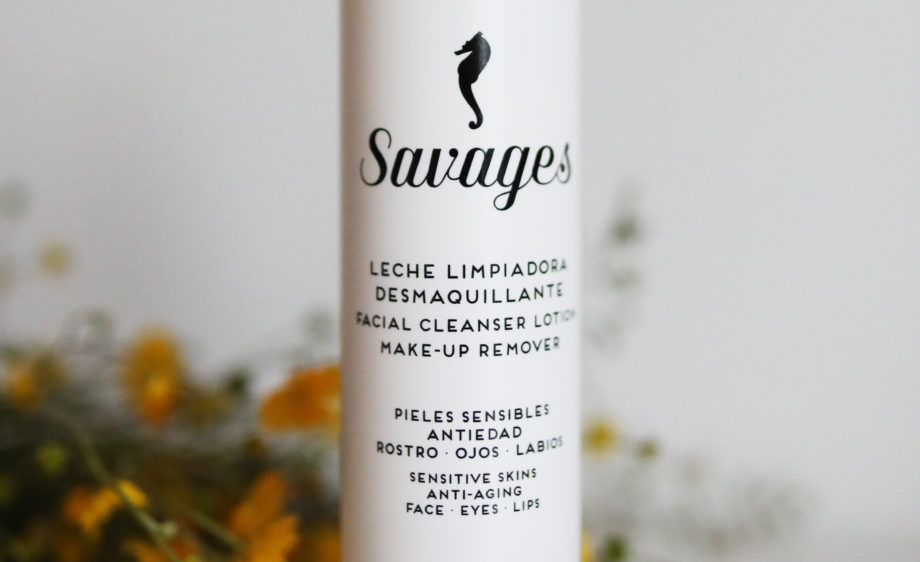 Savages
LECHE LIMPIADORA
DESMAQUILLANTE
FACIAL CLEANSER LOTION
MAKE-UP REMOVER
PIELES SENSIBLES
ANTIEDAD
ROSTRO · OJOS · LABIOS
SENSITIVE SKINS
ANTI-AGING
FACE · EYES · LIPS